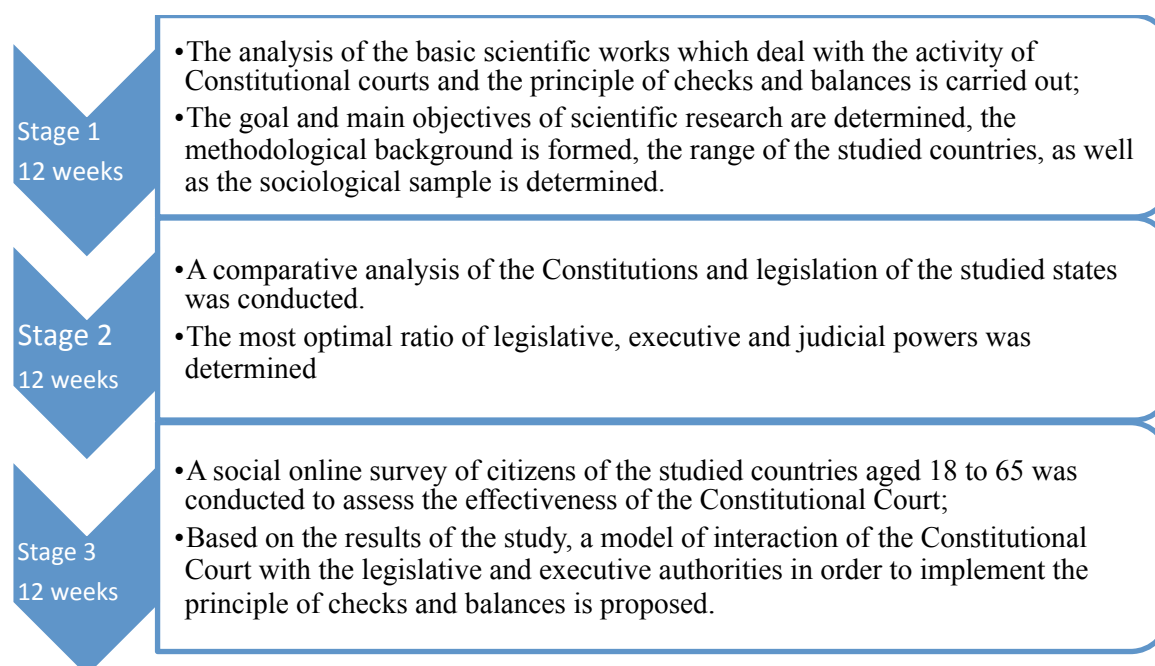 Stage 1
12 weeks
•The analysis of the basic scientific works which deal with the activity of
Constitutional courts and the principle of checks and balances is carried out;
•The goal and main objectives of scientific research are determined, the
methodological background is formed, the range of the studied countries, as well
as the sociological sample is determined.
Stage 2
12 weeks
•A comparative analysis of the Constitutions and legislation of the studied states
was conducted.
•The most optimal ratio of legislative, executive and judicial powers was
determined
Stage 3
12 weeks
•A social online survey of citizens of the studied countries aged 18 to 65 was
conducted to assess the effectiveness of the Constitutional Court;
•Based on the results of the study, a model of interaction of the Constitutional
Court with the legislative and executive authorities in order to implement the
principle of checks and balances is proposed.